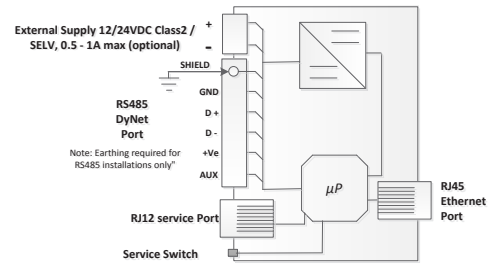 External Supply 12/24VDC Class2 /
SELV, 0.5 - 1A max (optional)
+
-
SHIELD
GND
RS485
DyNet
Port
D +
D -
Note: Earthing required for
RS485 installations only"
+Ve
AUX
µP
RJ45
Ethernet
Port
RJ12 service Port
Service Switch